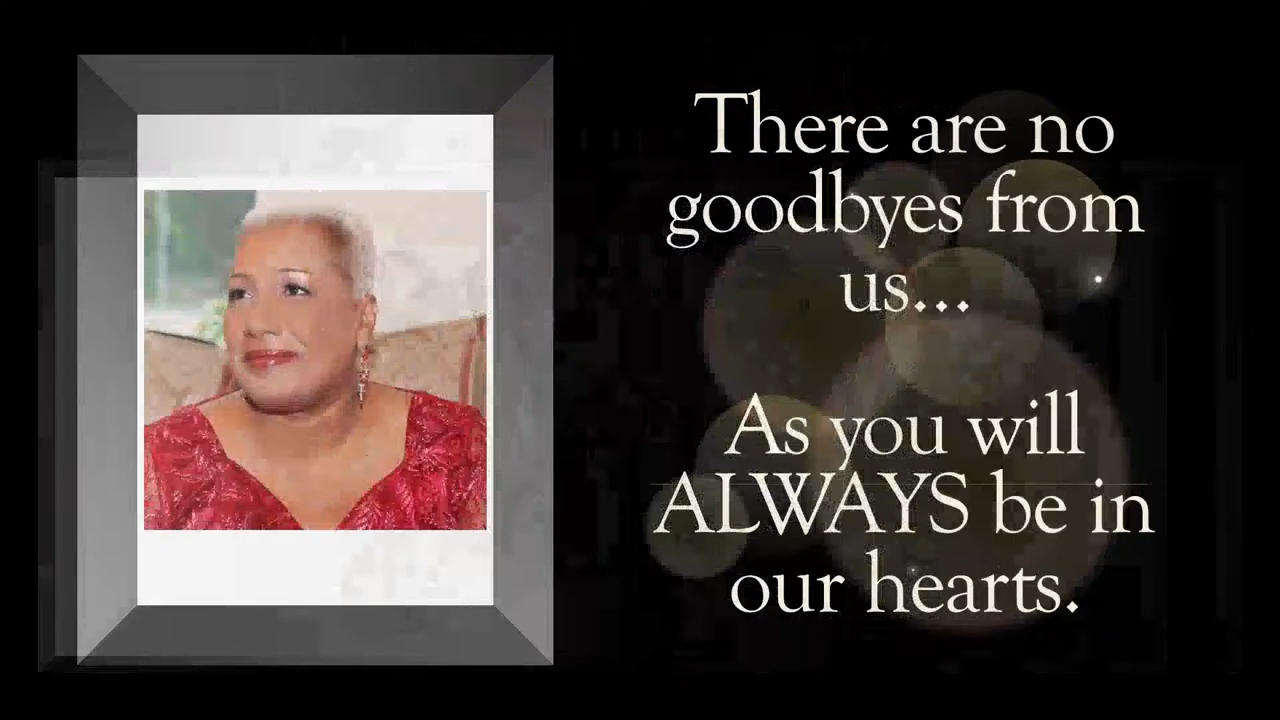 There are no
goodbyes from
us...
As you will
ALWAYS be in
our hearts.